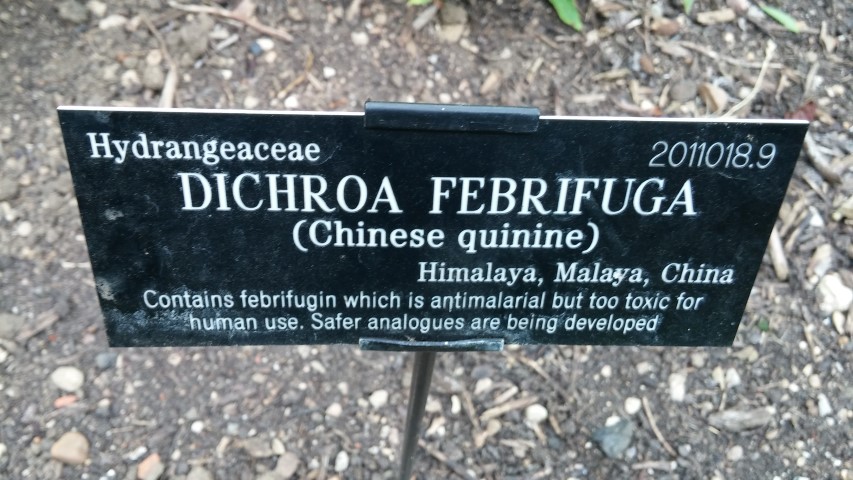 Hydrangeaceae 2011018.9
DICHROA FEBRIFUGA
(Chinese quinine)
Himalaya, Malaya, China
Contains febrifugin which is antimalarial but too toxic for
human use. Safer analogues are being developed